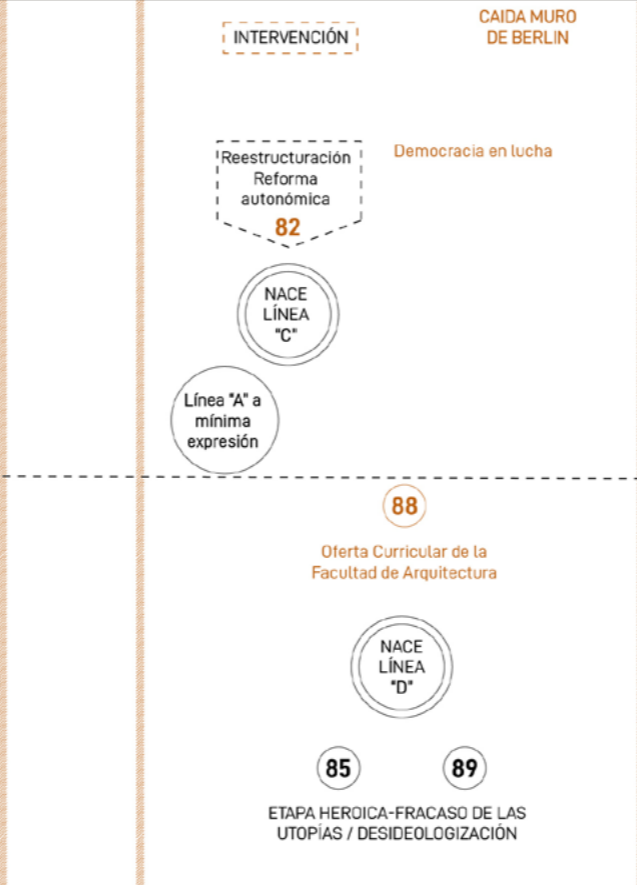 CAIDA MURO
DE BERLIN
INTERVENCIÓN
Reestructuración
Reforma
autonómica
82
Democracia en lucha
NACE
LÍNEA
"C"
Línea "A" a
mínima
expresión
88
Oferta Curricular de la
Facultad de Arquitectura
NACE
LÍNEA
"D"
85
89
ETAPA HEROICA-FRACASO DE LAS
UTOPÍAS / DESIDEOLOGIZACIÓN